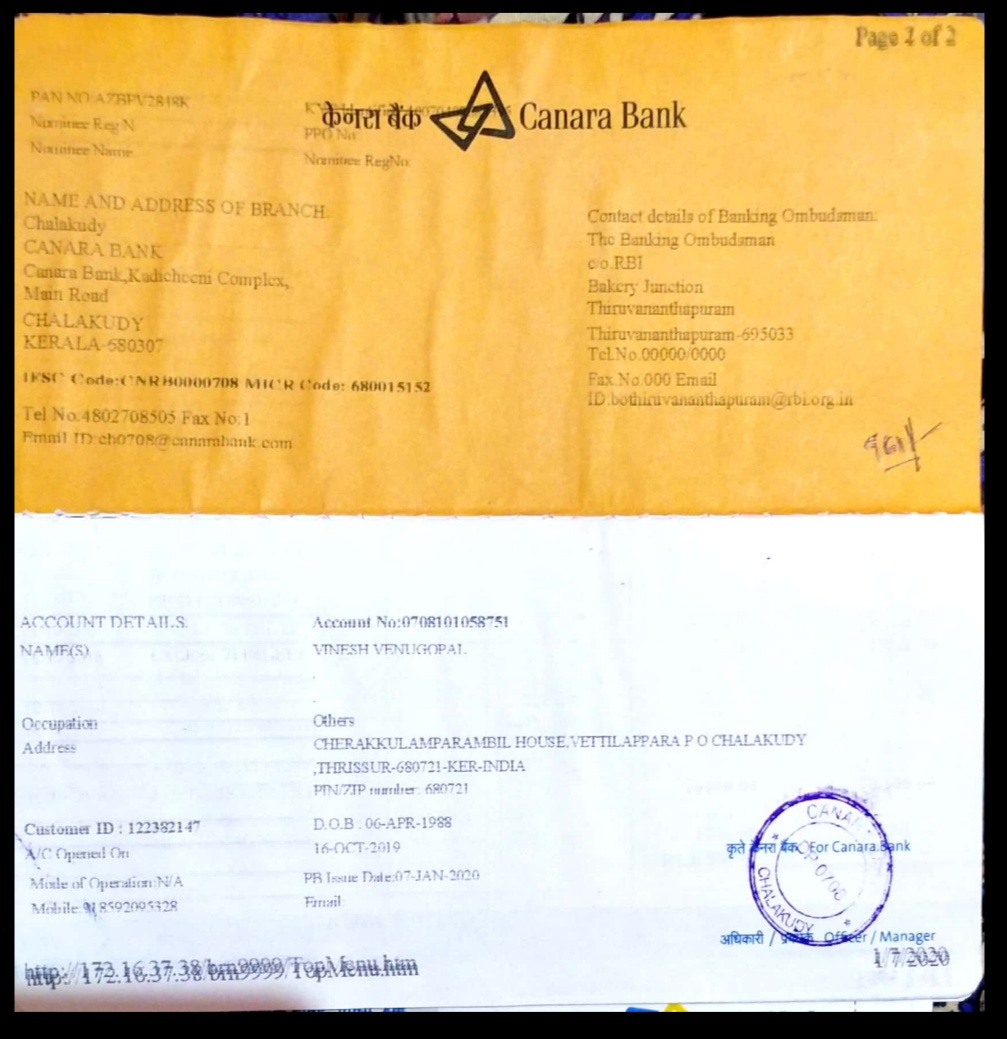 Page 1 of 2
PAN NO:AZBPV2848K
केनरा बैंक Canara Bank
Nominee Reg N
PPO No
Nominee Name
Nominee RegNo
NAME AND ADDRESS OF BRANCH.
Chalakudy
CANARA BANK
Canara Bank,Kadicheeni Complex,
Main Road
CHALAKUDY
KERALA-680307
IFSC Code:CNRB0000708 MICR Code: 680015152
Tel No:4802708505 Fax No:1
Email ID:cb0708@canarabank.com
Contact details of Banking Ombudsman.
The Banking Ombudsman
c/o.RBI
Bakery Junction
Thiruvananthapuram
Thiruvananthapuram-695033
Tel.No.00000/0000
Fax.No.000 Email
ID:bothiruvananthapuram@rbi.org.in
ACCOUNT DETAILS.
Account No:0708101058751
NAME(S)
VINESH VENUGOPAL
Occupation
Others
Address
CHERAKKULAMPARAMBIL HOUSE,VETTILAPPARA P O CHALAKUDY
,THRISSUR-680721-KER-INDIA
PIN/ZIP number: 680721
Customer ID : 122382147
D.O.B : 06-APR-1988
A/C Opened On
16-OCT-2019
Mode of Operation:N/A
PB Issue Date:07-JAN-2020
Mobile:918592095328
Email
कृते केनरा बैंक For Canara Bank
CANARA
DP 0708
CHALAKUDY
अधिकारी / प्रबंधक Officer / Manager
http://172.16.37.38/brn9999/TopMenu.htm
1/7/2020